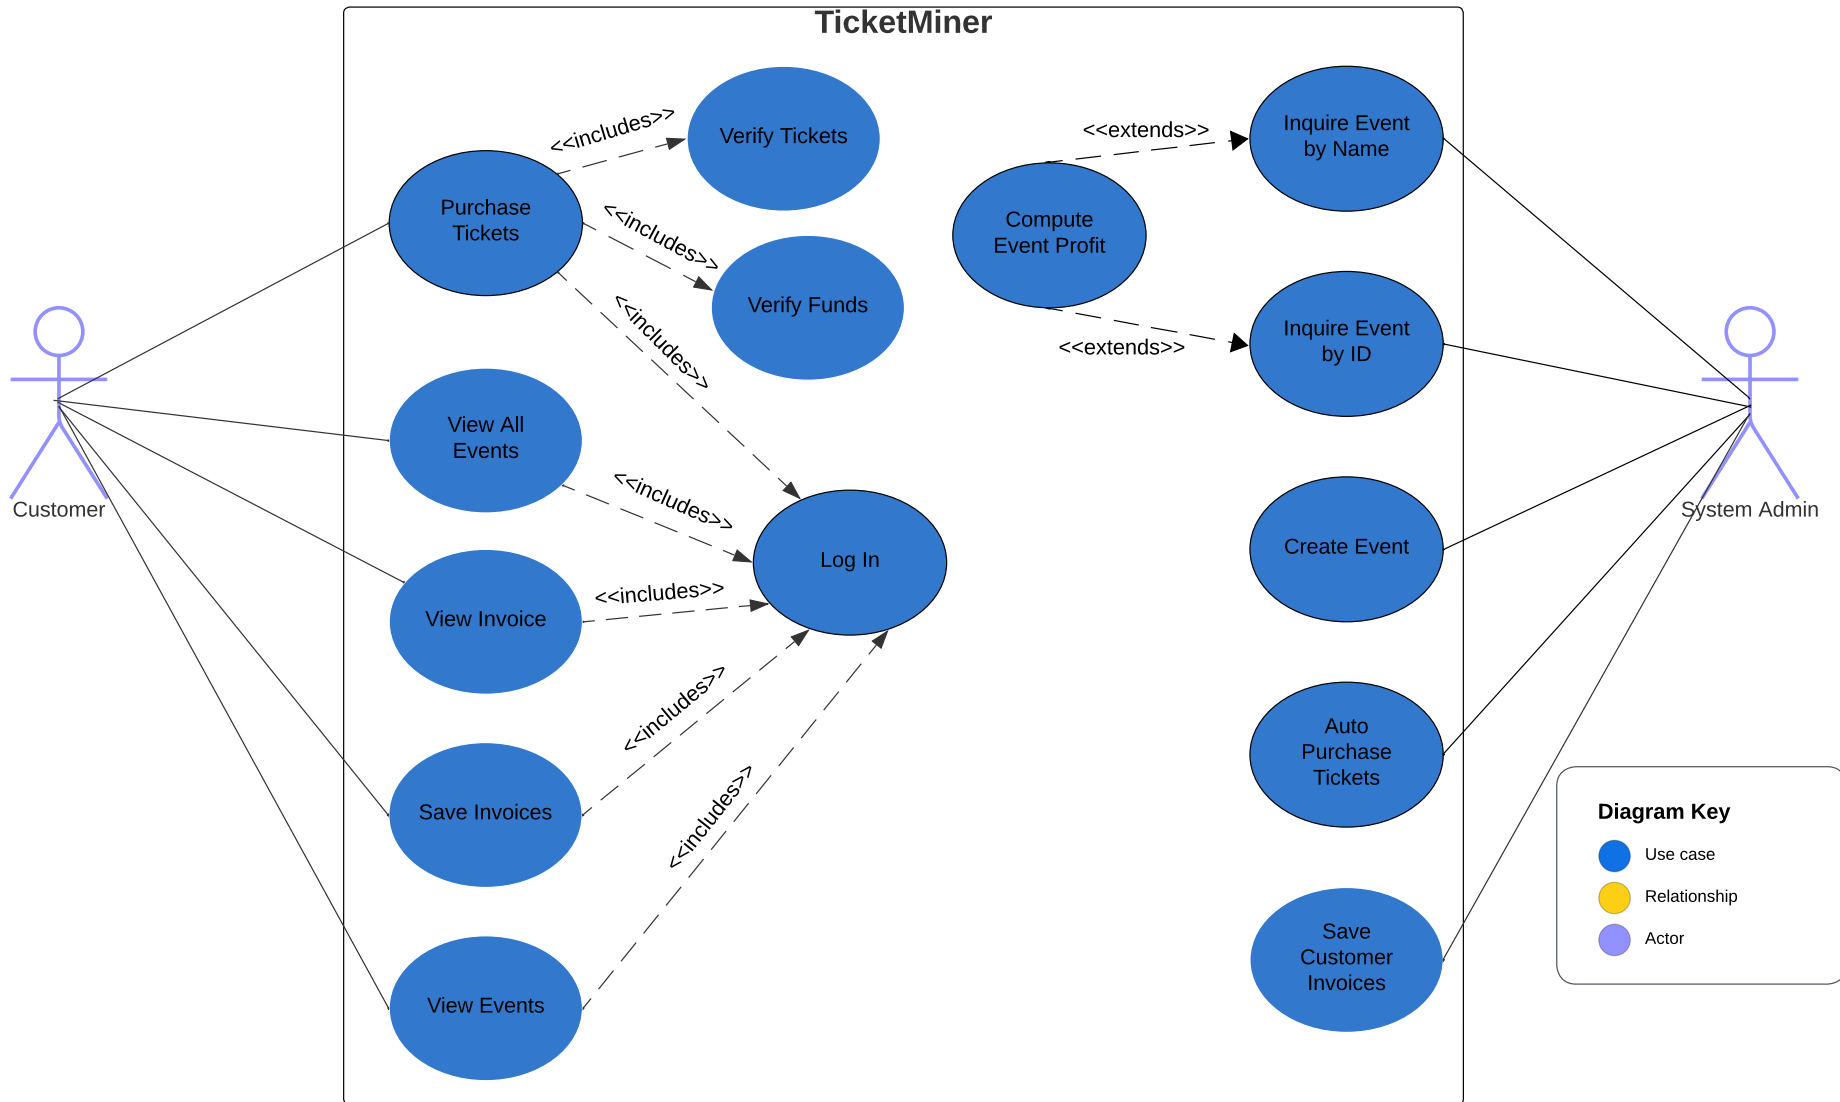 TicketMiner
<<includes>>
Verify Tickets
Purchase
Tickets
<<includes>>
Verify Funds
<<includes>>
View All
Events
<<includes>>
Log In
View Invoice
<<includes>>
Save Invoices
<<includes>>
View Events
<<includes>>
Customer
<<extends>>
Compute
Event Profit
<<extends>>
Inquire Event
by Name
Inquire Event
by ID
Create Event
Auto
Purchase
Tickets
Save
Customer
Invoices
System Admin
Diagram Key
Use case
Relationship
Actor